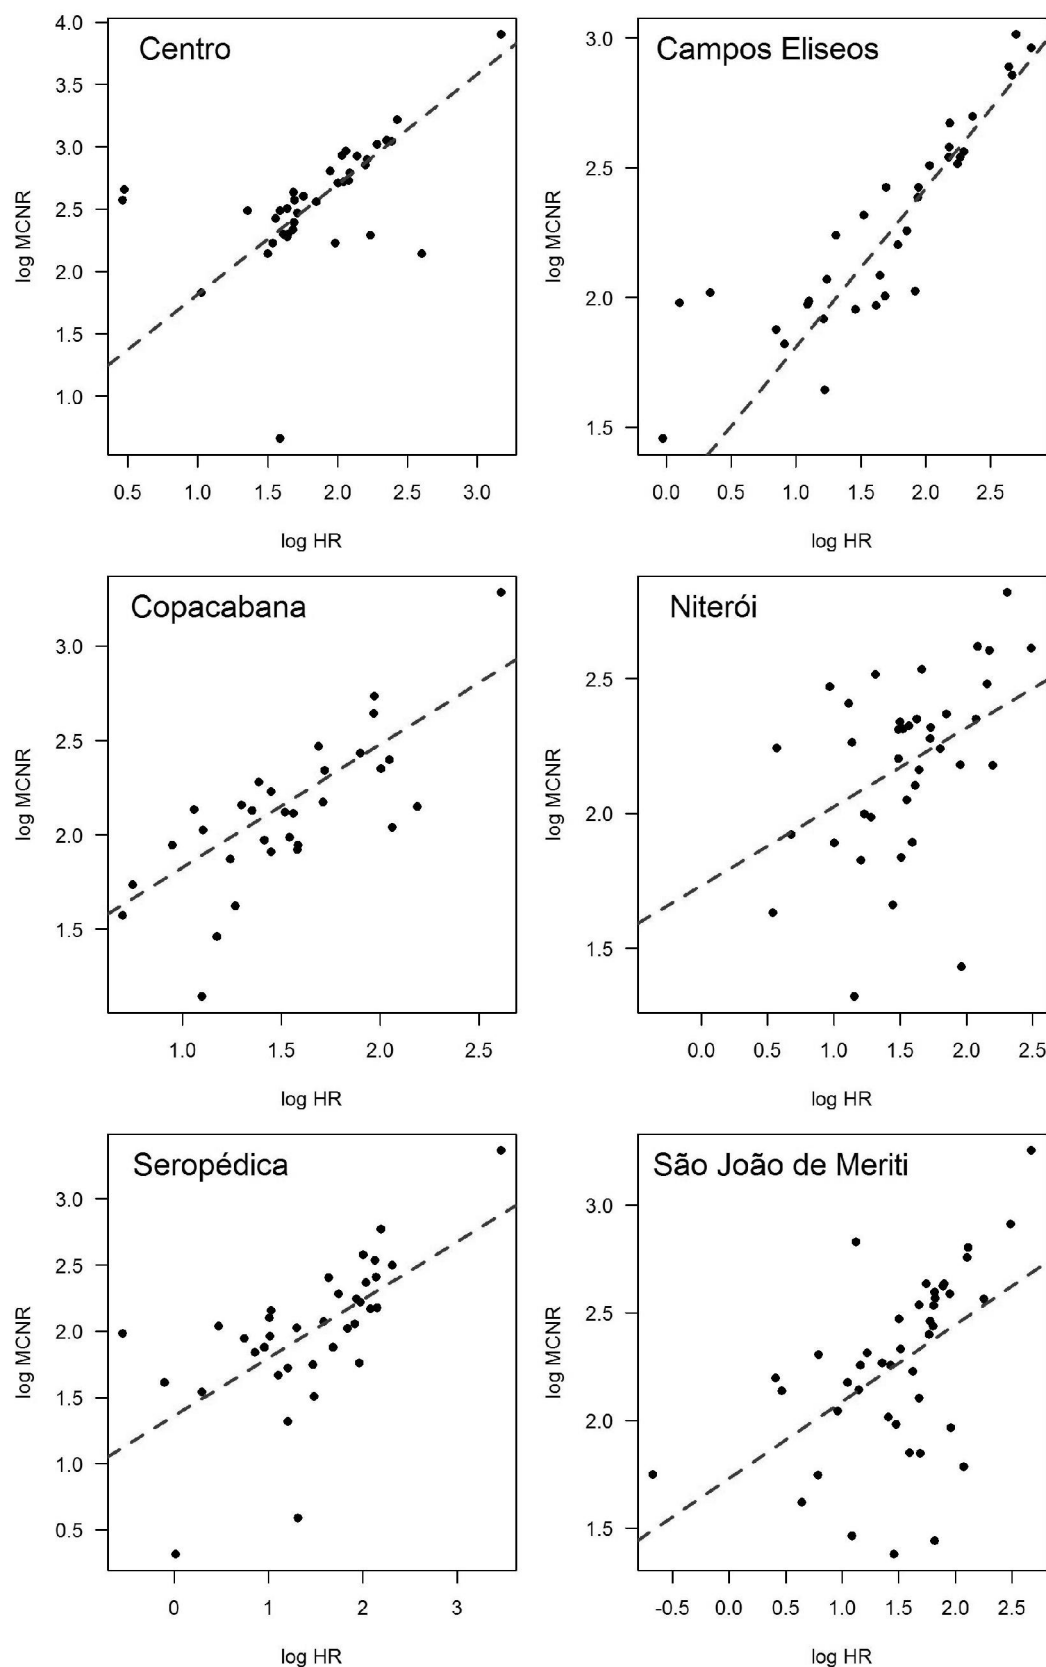 Centro
4.0
3.5
3.0
2.5
2.0
1.5
1.0
log MCNR
0.5 1.0 1.5 2.0 2.5 3.0
log HR
Campos Eliseos
3.0
2.5
2.0
1.5
log MCNR
0.0 0.5 1.0 1.5 2.0 2.5
log HR
Copacabana
3.0
2.5
2.0
1.5
log MCNR
1.0 1.5 2.0 2.5
log HR
Niterói
2.5
2.0
1.5
log MCNR
0.0 0.5 1.0 1.5 2.0 2.5
log HR
Seropédica
3.0
2.5
2.0
1.5
1.0
0.5
log MCNR
0 1 2 3
log HR
São João de Meriti
3.0
2.5
2.0
1.5
log MCNR
-0.5 0.0 0.5 1.0 1.5 2.0 2.5
log HR